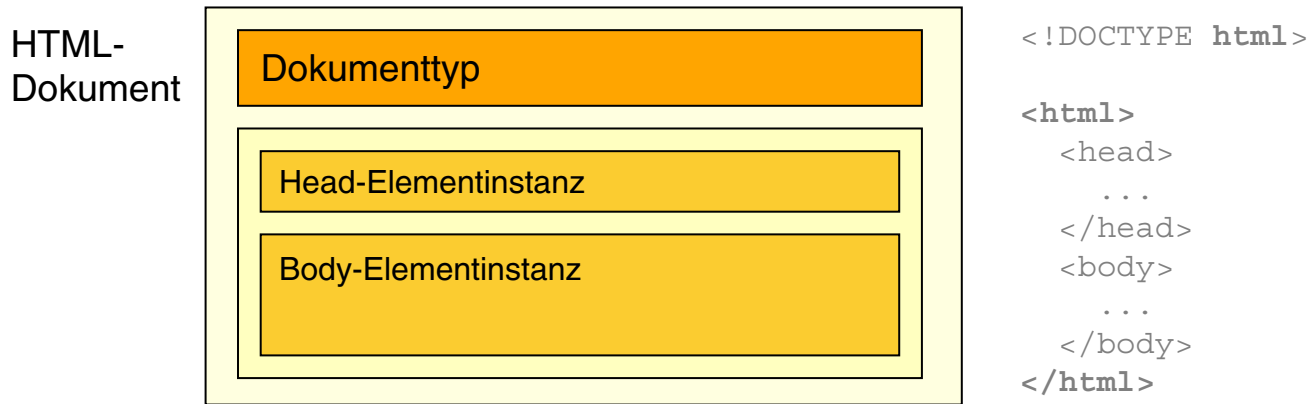 HTML-
Dokument
Dokumenttyp
Head-Elementinstanz
Body-Elementinstanz
<!DOCTYPE html>
<html>
<head>
...
</head>
<body>
...
</body>
</html>